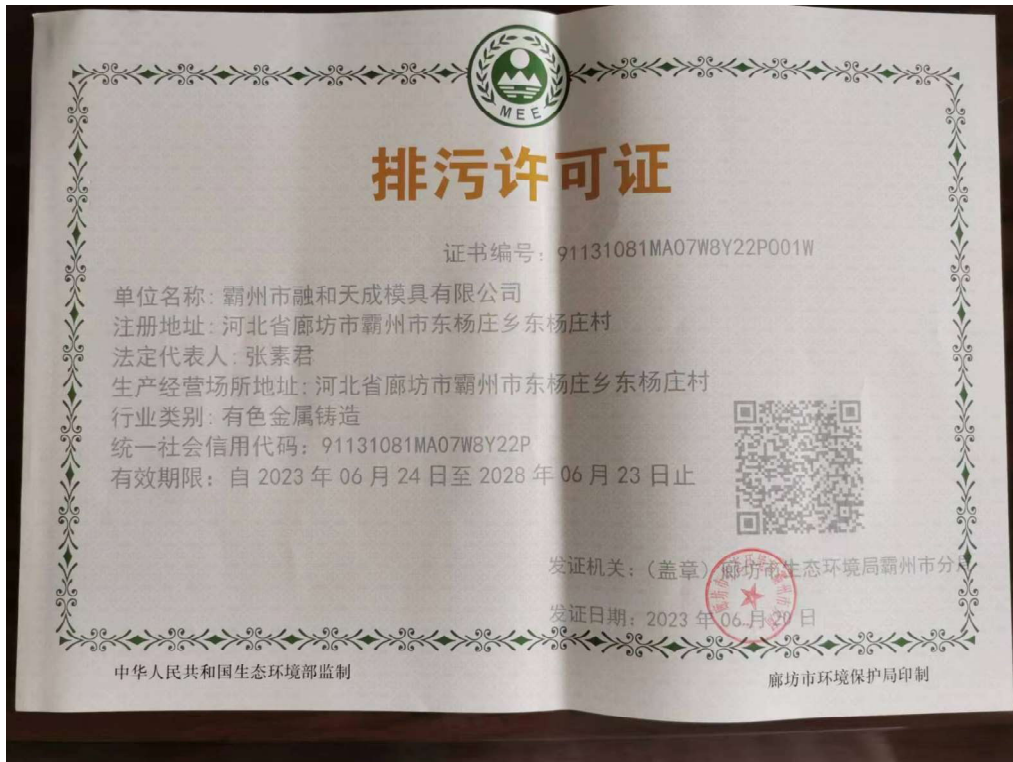 MEE
排污许可证
证书编号：91131081MA07W8Y22P001W
单位名称：霸州市融和天成模具有限公司
注册地址：河北省廊坊市霸州市东杨庄乡东杨庄村
法定代表人：张素君
生产经营场所地址：河北省廊坊市霸州市东杨庄乡东杨庄村
行业类别：有色金属铸造
统一社会信用代码：91131081MA07W8Y22P
有效期限：自 2023 年 06 月 24 日至 2028 年 06 月 23 日止
发证机关：（盖章）廊坊市生态环境局霸州市分局
发证日期：2023 年 06 月 20 日
中华人民共和国生态环境部监制
廊坊市环境保护局印制